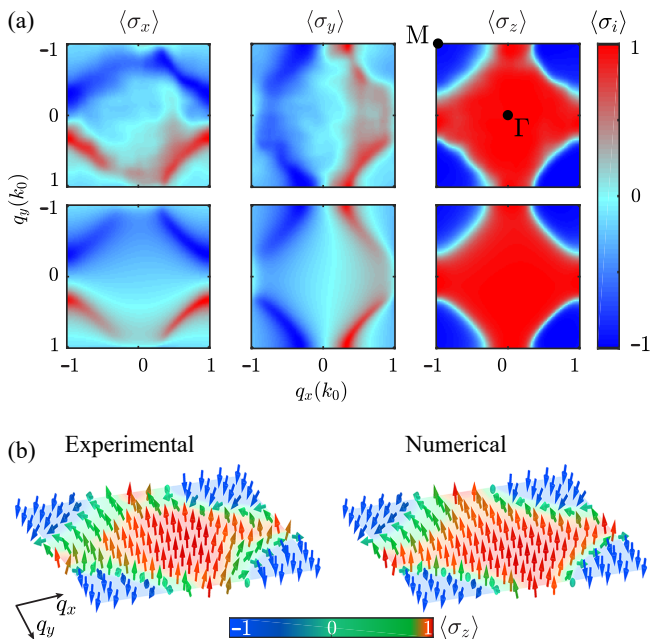 (a)
⟨σx⟩ ⟨σy⟩ ⟨σz⟩ ⟨σi⟩
M
Γ
−1
0
1
−1
0
1
qy(k0)
−1 0 1
−1 0 1
−1 0 1
qx(k0)
1
0
−1
(b)
Experimental Numerical
qx
qy
−1 0 1 ⟨σz⟩